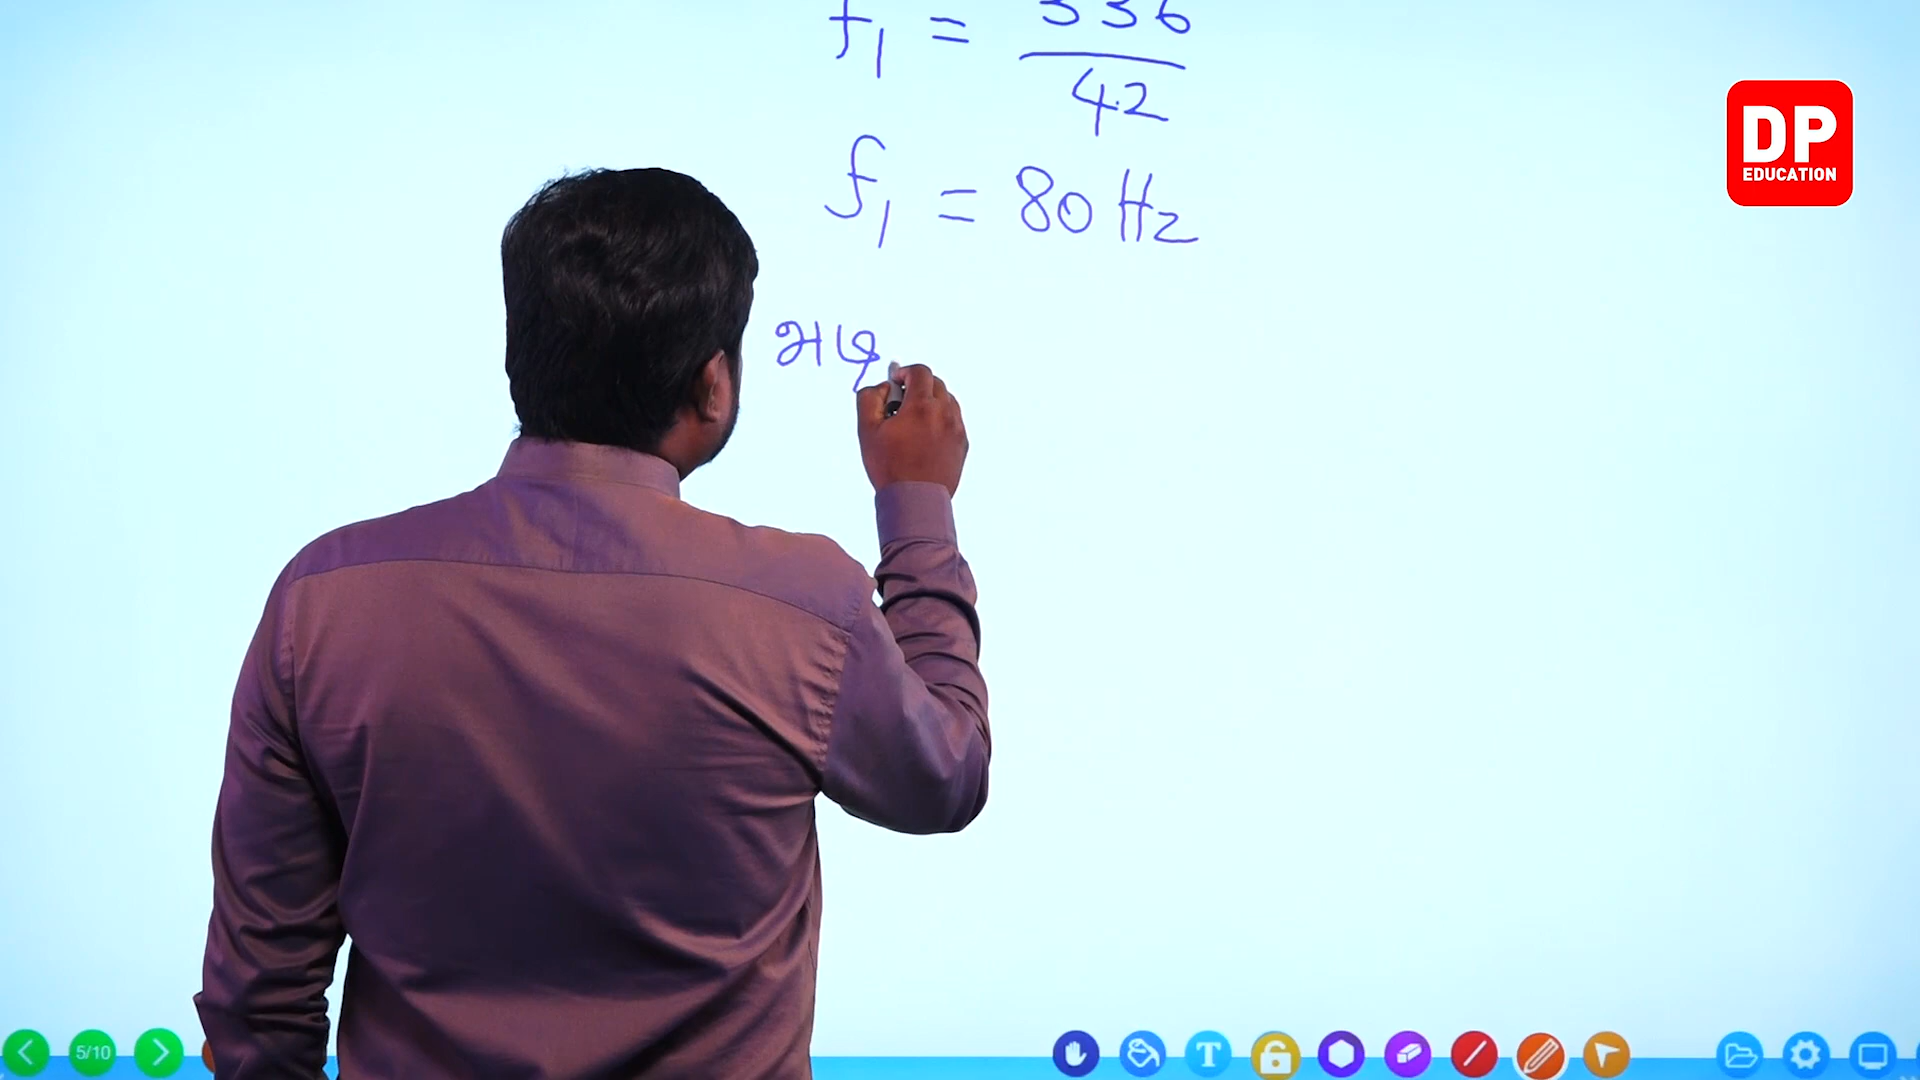 f₁ = 336
4.2
f₁ = 80 Hz
DP
EDUCATION
5/10
T